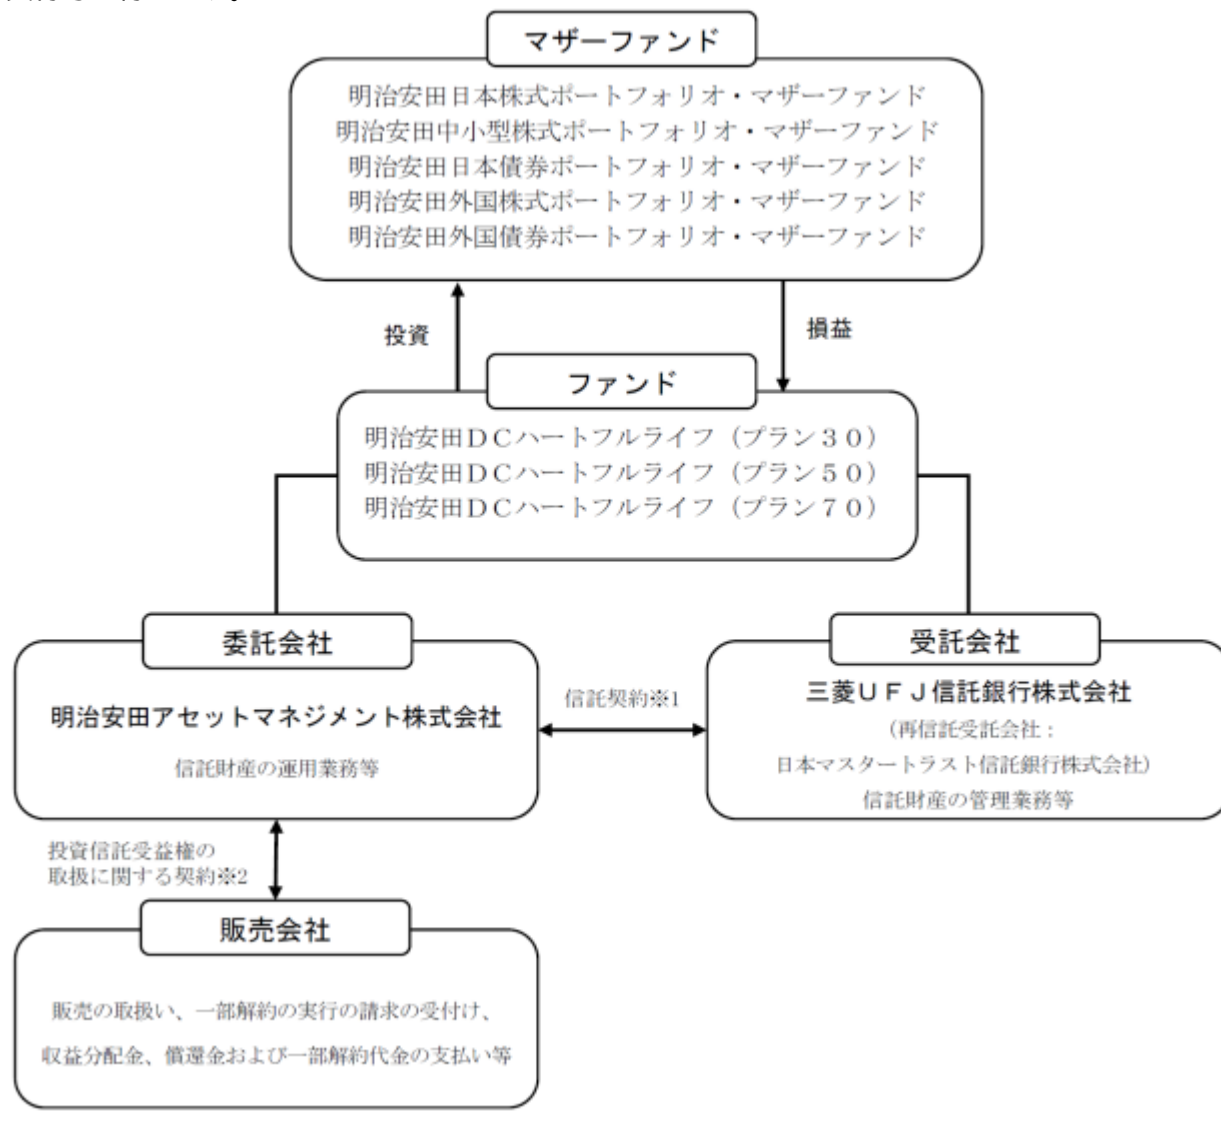 マザーファンド
明治安田日本株式ポートフォリオ・マザーファンド
明治安田中小型株式ポートフォリオ・マザーファンド
明治安田日本債券ポートフォリオ・マザーファンド
明治安田外国株式ポートフォリオ・マザーファンド
明治安田外国債券ポートフォリオ・マザーファンド
投資
損益
ファンド
明治安田ＤＣハートフルライフ（プラン３０）
明治安田ＤＣハートフルライフ（プラン５０）
明治安田ＤＣハートフルライフ（プラン７０）
委託会社
明治安田アセットマネジメント株式会社
信託財産の運用業務等
信託契約※1
受託会社
三菱ＵＦＪ信託銀行株式会社
（再信託受託会社：
日本マスタートラスト信託銀行株式会社）
信託財産の管理業務等
投資信託受益権の
取扱に関する契約※2
販売会社
販売の取扱い、一部解約の実行の請求の受付け、
収益分配金、償還金および一部解約代金の支払い等